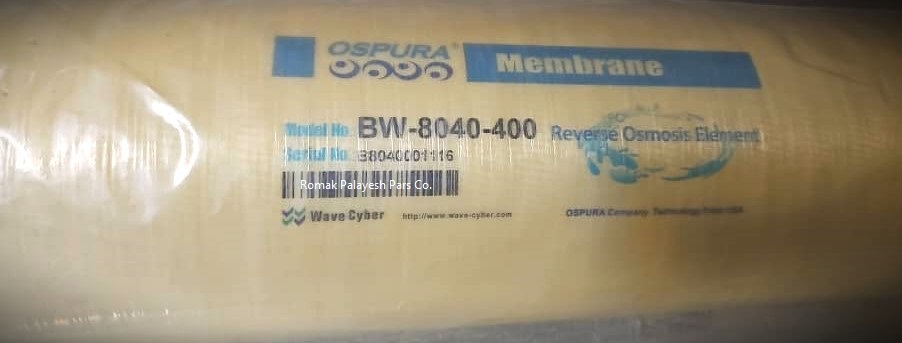 OSPURA®
Membrane
Model No. BW-8040-400
Reverse Osmosis Element
Serial No. B8040001116
Romak Palayesh Pars Co.
Wave Cyber http://www.wave-cyber.com
OSPURA Company Technology From USA